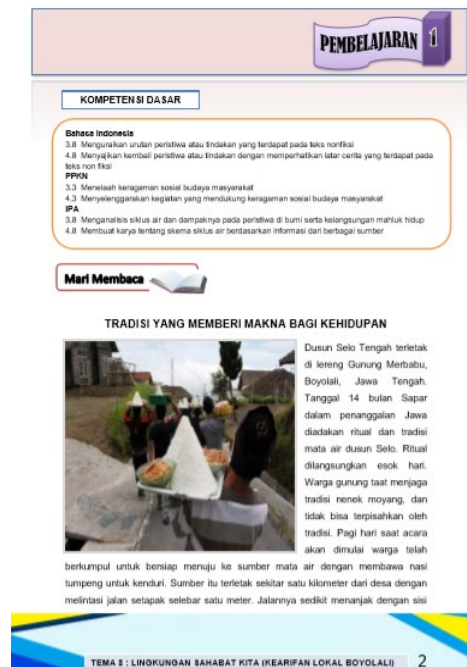 PEMBELAJARAN 1
KOMPETENSI DASAR
Bahasa Indonesia
3.8 Menguraikan urutan peristiwa atau tindakan yang terdapat pada teks nonfiksi
4.8 Menyajikan kembali peristiwa atau tindakan dengan memperhatikan latar cerita yang terdapat pada
teks non fiksi
PPKN
3.3 Menelaah keragaman sosial budaya masyarakat
4.3 Menyelenggarakan kegiatan yang mendukung keragaman sosial budaya masyarakat
IPA
3.8 Menganalisis siklus air dan dampaknya pada peristiwa di bumi serta kelangsungan mahluk hidup
4.8 Membuat karya tentang skema siklus air berdasarkan informasi dari berbagai sumber
Mari Membaca
TRADISI YANG MEMBERI MAKNA BAGI KEHIDUPAN
Dusun Selo Tengah terletak
di lereng Gunung Merbabu,
Boyolali, Jawa Tengah.
Tanggal 14 bulan Sapar
dalam penanggalan Jawa
diadakan ritual dan tradisi
mata air dusun Selo. Ritual
dilangsungkan esok hari.
Warga gunung taat menjaga
tradisi nenek moyang, dan
tidak bisa terpisahkan oleh
tradisi. Pagi hari saat acara
akan dimulai warga telah
berkumpul untuk bersiap menuju ke sumber mata air dengan membawa nasi
tumpeng untuk kenduri. Sumber itu terletak sekitar satu kilometer dari desa dengan
melintasi jalan setapak selebar satu meter. Jalannya sedikit menanjak dengan sisi
TEMA 8 : LINGKUNGAN SAHABAT KITA (KEARIFAN LOKAL BOYOLALI) 2